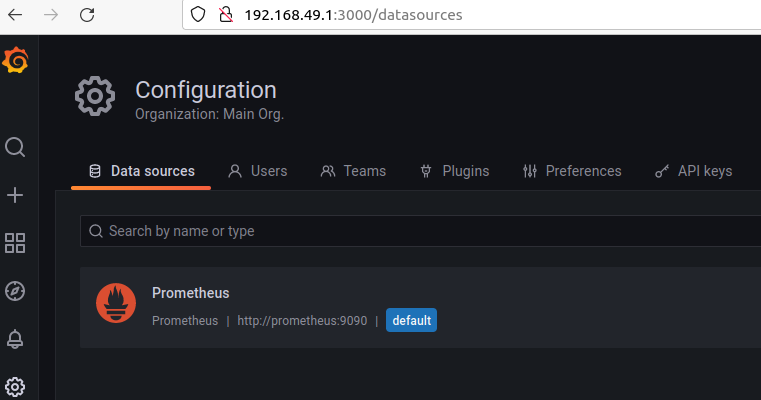 192.168.49.1:3000/datasources
Configuration
Organization: Main Org.
Data sources Users Teams Plugins Preferences API keys
Search by name or type
Prometheus
Prometheus | http://prometheus:9090 | default